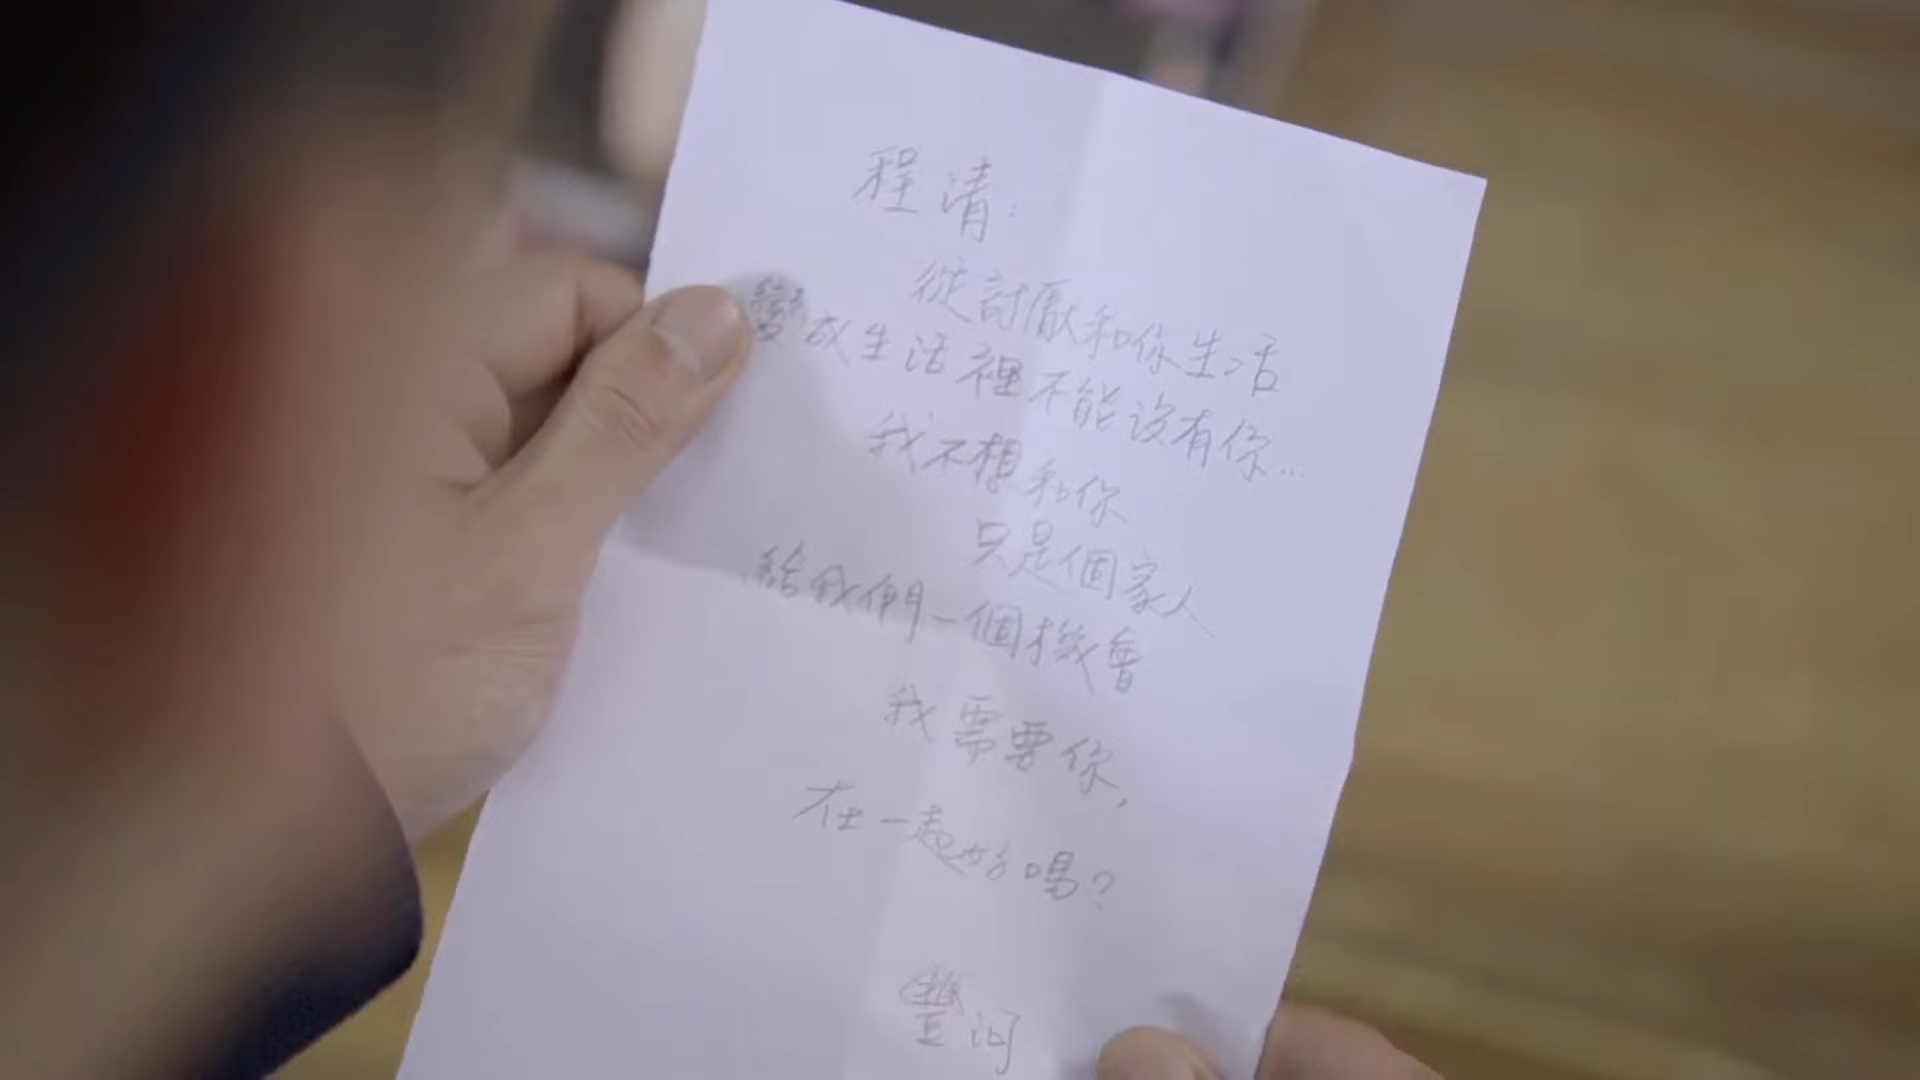 程清：
從討厭和你生活
變成生活裡不能沒有你…
我不想和你
只是個家人
給我們一個機會
我需要你，
在一起好嗎？
豐河